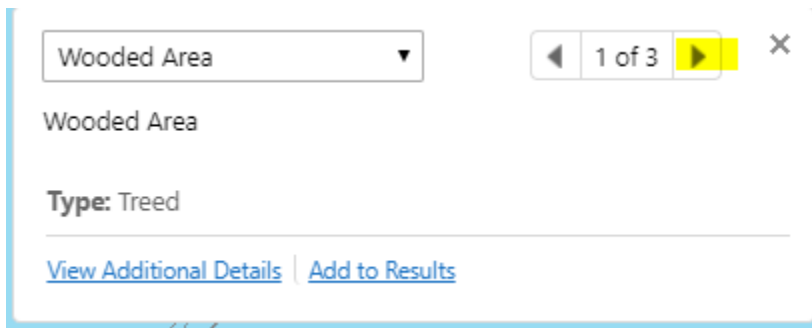 Wooded Area 1 of 3
Wooded Area
Type: Treed
View Additional Details Add to Results